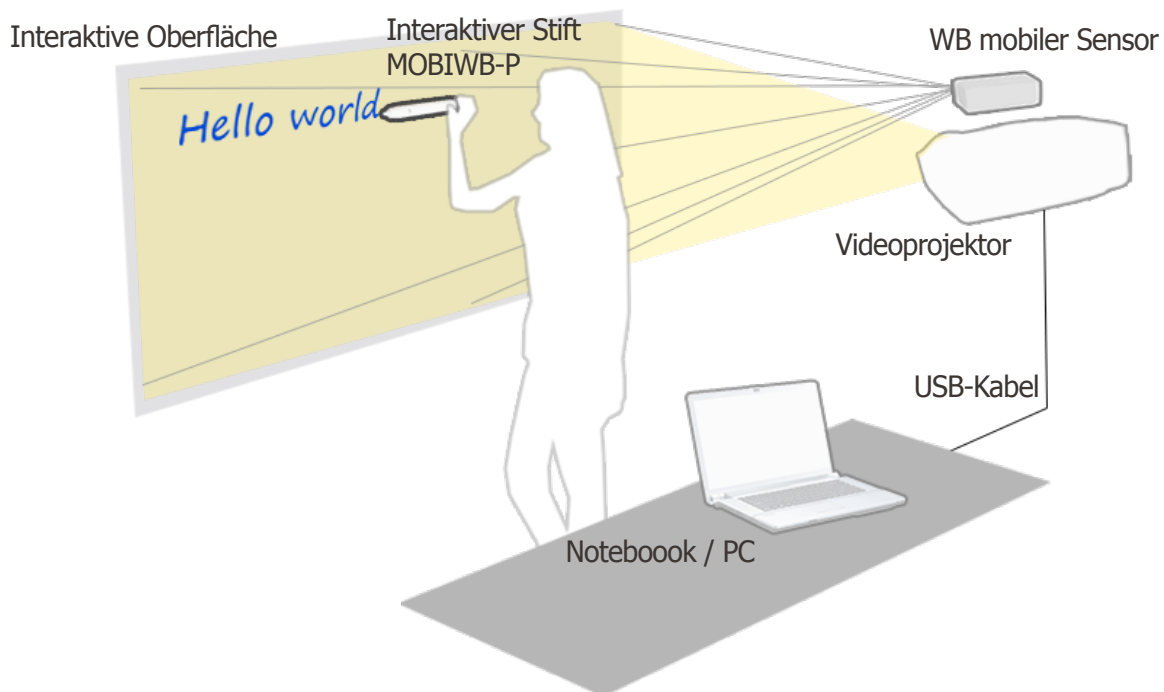 Interaktive Oberfläche
Interaktiver Stift
MOBIWB-P
WB mobiler Sensor
Hello world
Videoprojektor
USB-Kabel
Noteboook / PC